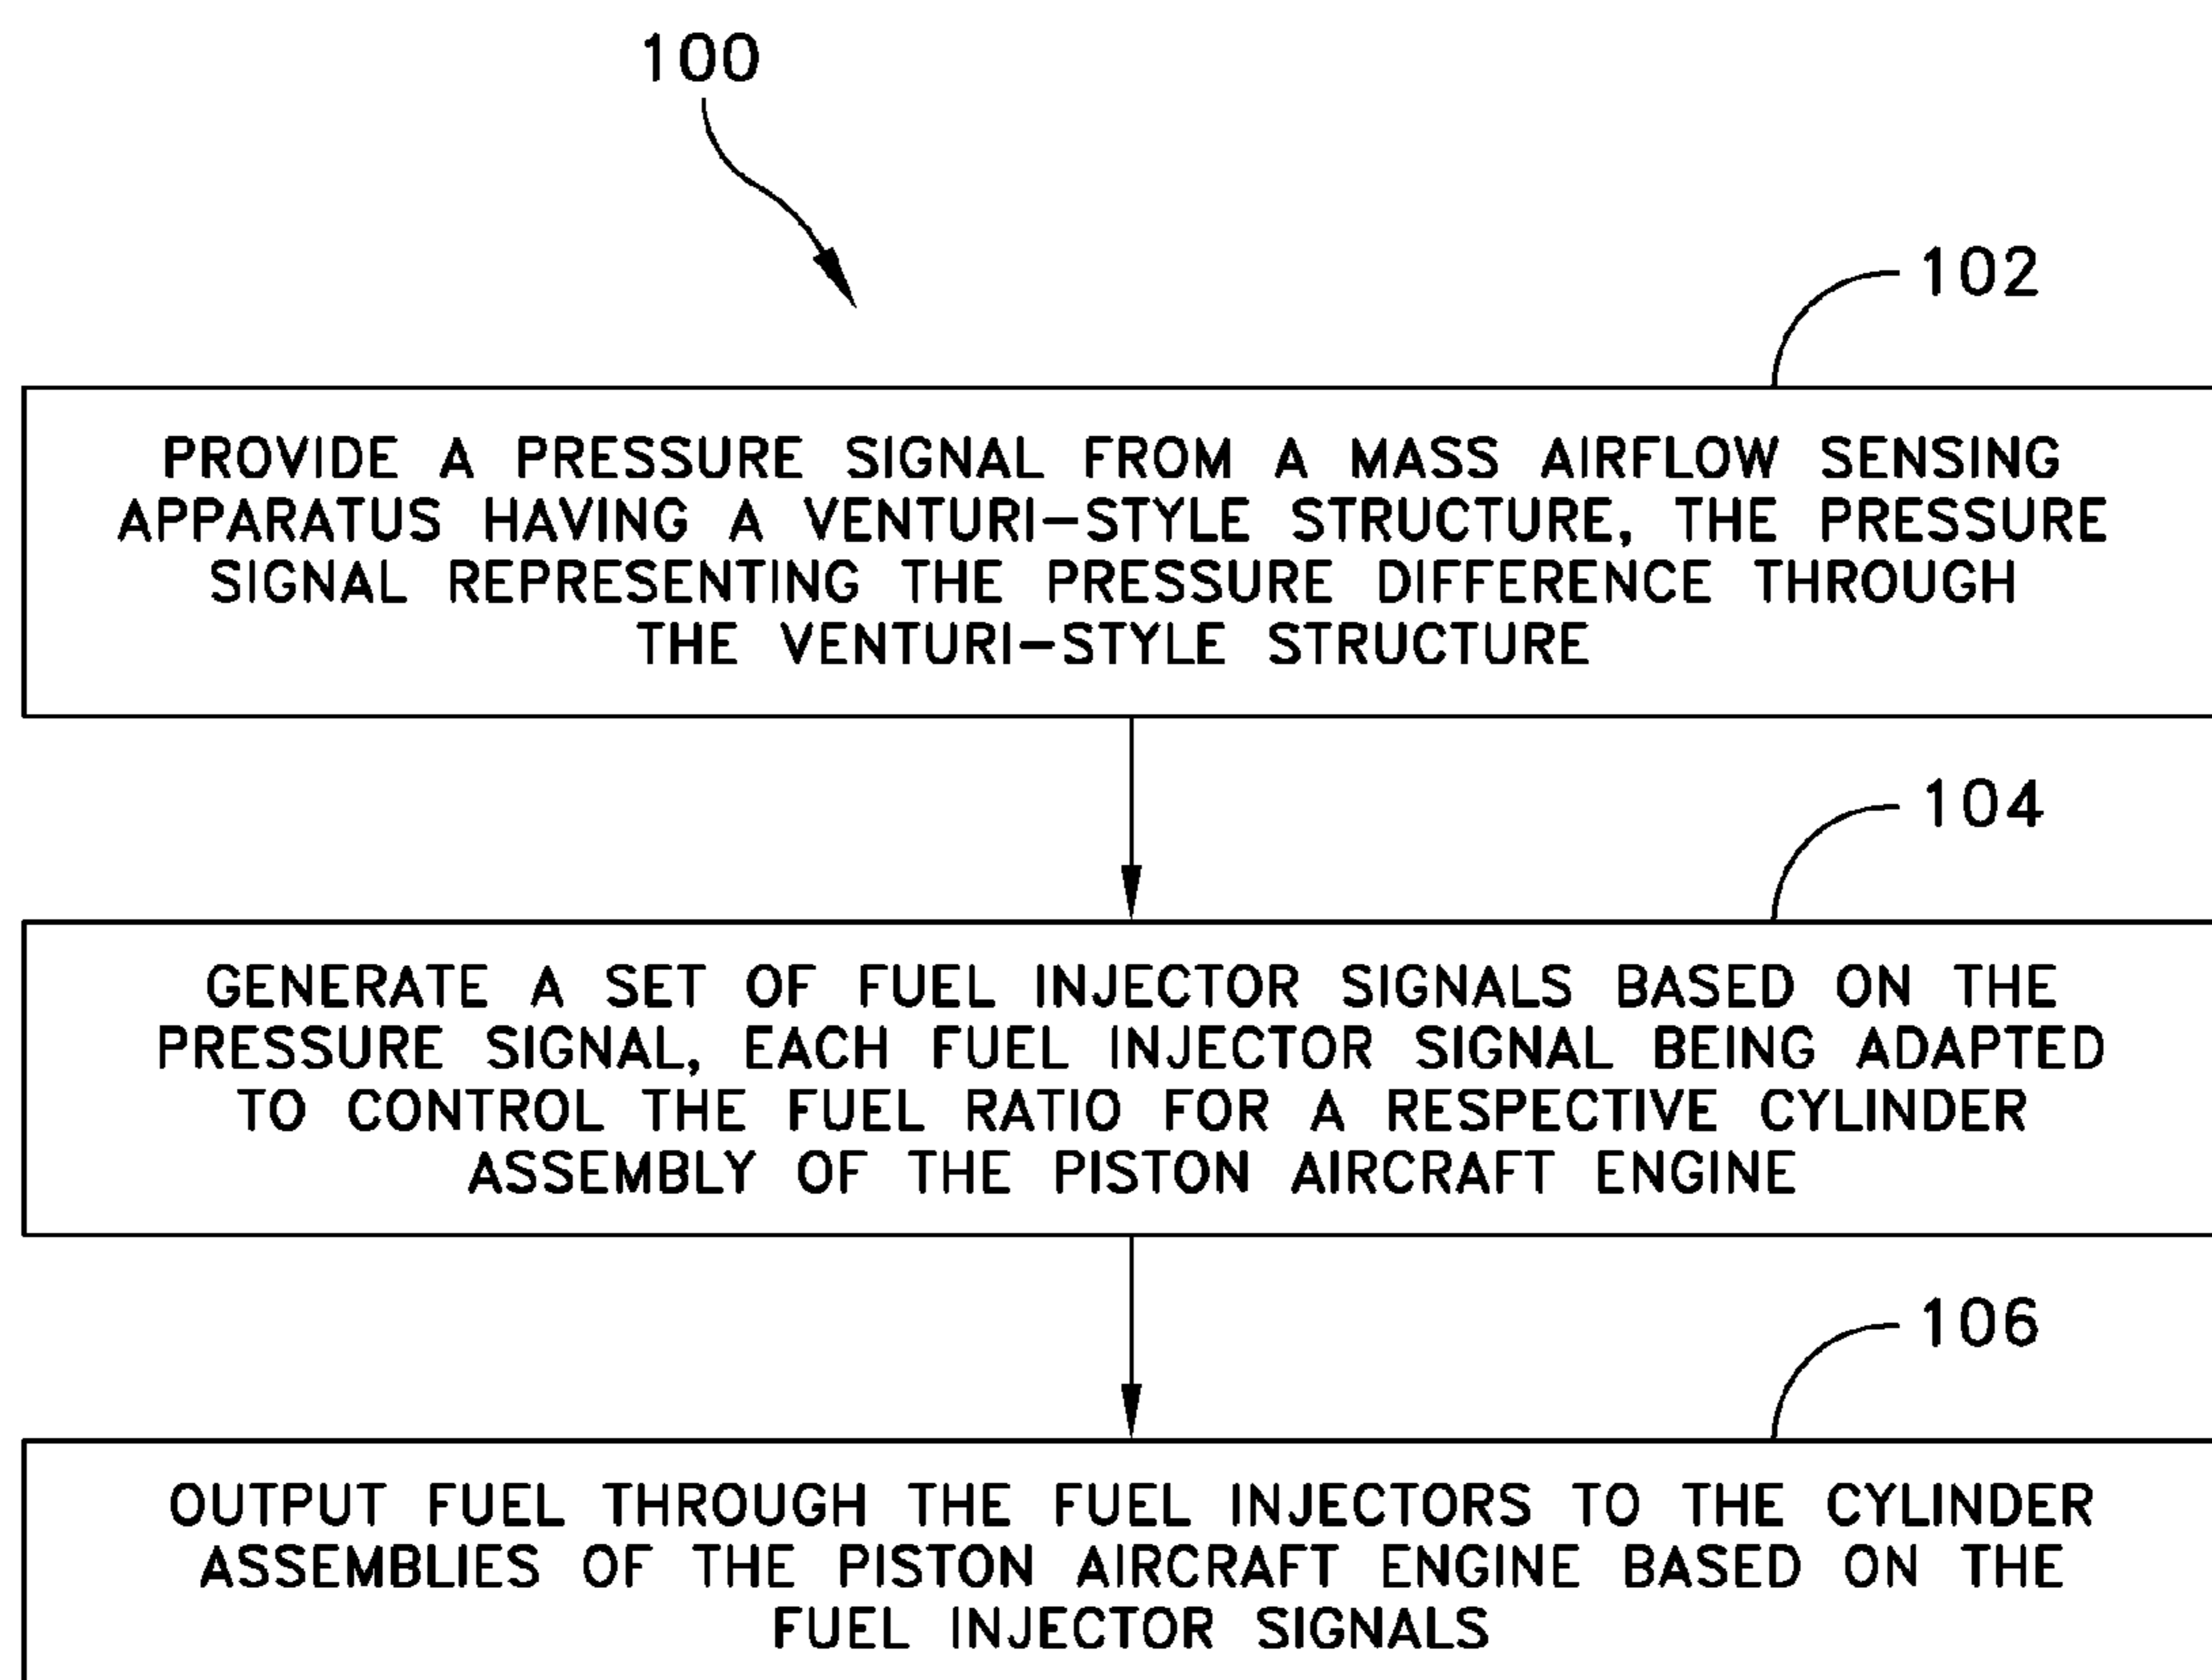 100
102
PROVIDE A PRESSURE SIGNAL FROM A MASS AIRFLOW SENSING
APPARATUS HAVING A VENTURI-STYLE STRUCTURE, THE PRESSURE
SIGNAL REPRESENTING THE PRESSURE DIFFERENCE THROUGH
THE VENTURI-STYLE STRUCTURE
104
GENERATE A SET OF FUEL INJECTOR SIGNALS BASED ON THE
PRESSURE SIGNAL, EACH FUEL INJECTOR SIGNAL BEING ADAPTED
TO CONTROL THE FUEL RATIO FOR A RESPECTIVE CYLINDER
ASSEMBLY OF THE PISTON AIRCRAFT ENGINE
106
OUTPUT FUEL THROUGH THE FUEL INJECTORS TO THE CYLINDER
ASSEMBLIES OF THE PISTON AIRCRAFT ENGINE BASED ON THE
FUEL INJECTOR SIGNALS